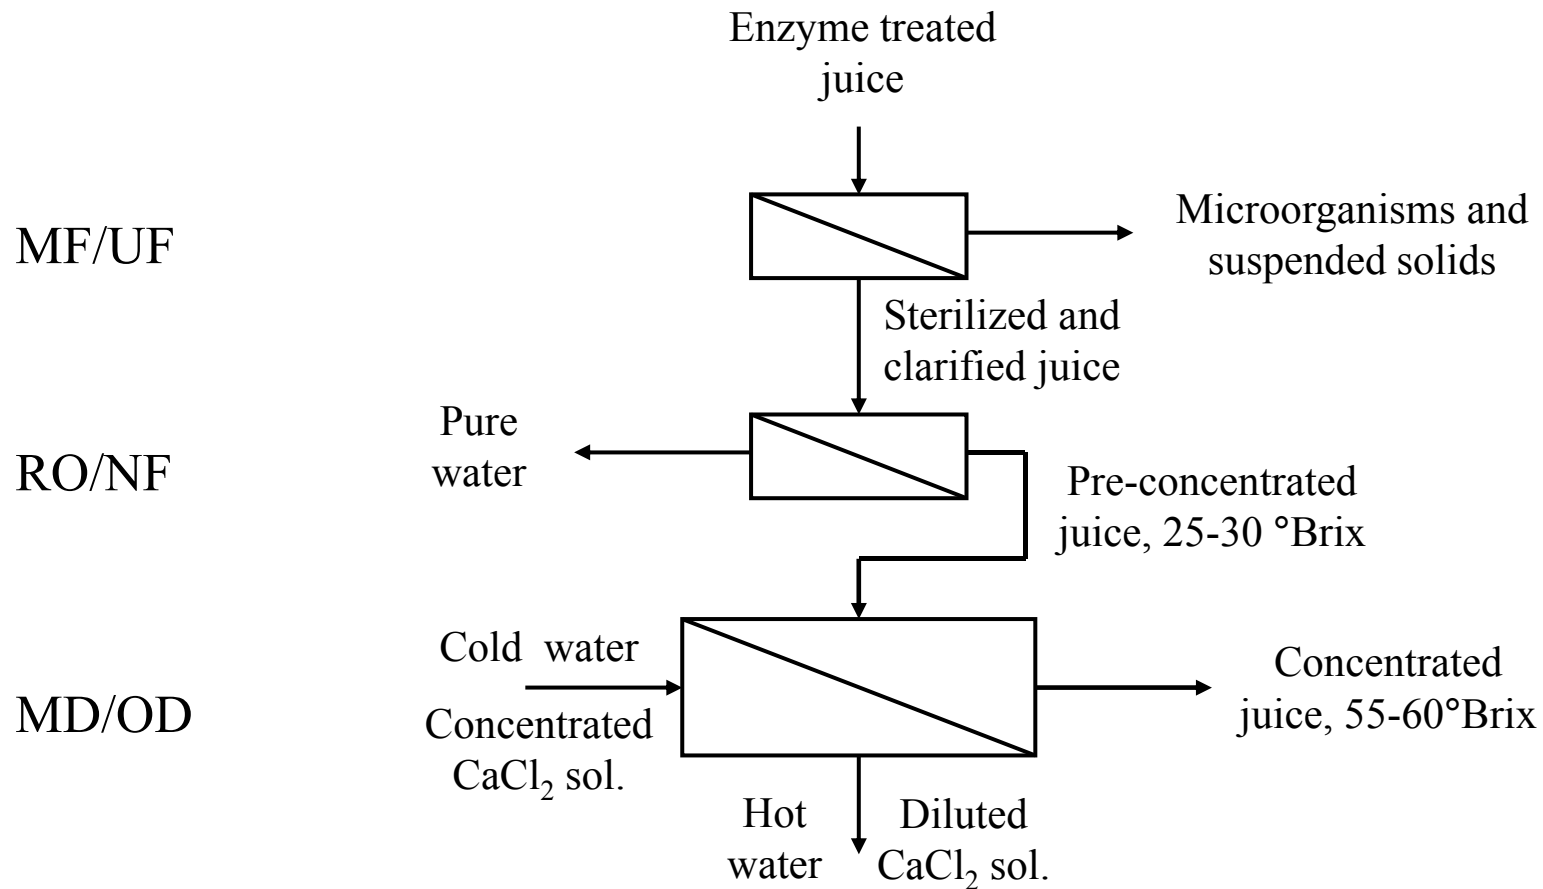 Enzyme treated
juice
MF/UF
Microorganisms and
suspended solids
Sterilized and
clarified juice
RO/NF
Pure
water
Pre-concentrated
juice, 25-30 °Brix
MD/OD
Cold water
Concentrated
CaCl₂ sol.
Concentrated
juice, 55-60°Brix
Hot
water
Diluted
CaCl₂ sol.